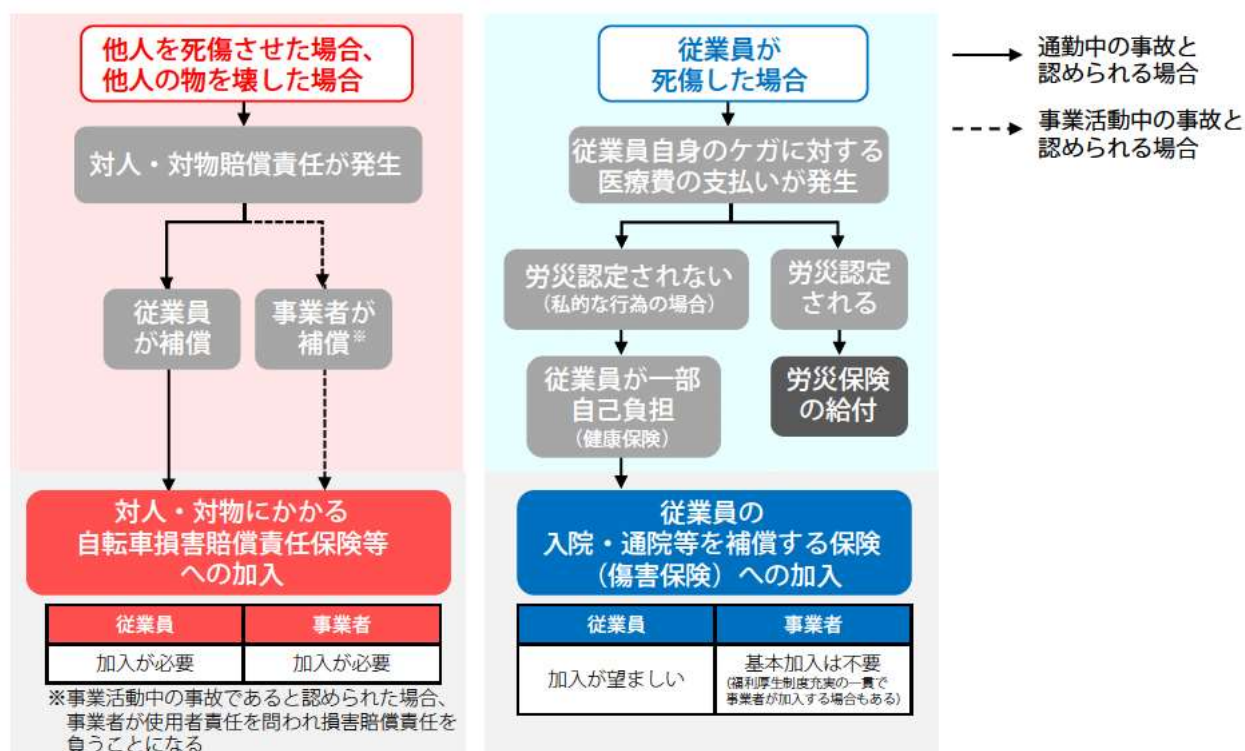 他人を死傷させた場合、
他人の物を壊した場合
対人・対物賠償責任が発生
従業員
が補償
事業者が
補償※
対人・対物にかかる
自転車損害賠償責任保険等
への加入
従業員
事業者
加入が必要
加入が必要
※事業活動中の事故であると認められた場合、
事業者が使用者責任を問われ損害賠償責任を
負うことになる
従業員が
死傷した場合
従業員自身のケガに対する
医療費の支払いが発生
労災認定されない
(私的な行為の場合)
労災認定
される
従業員が一部
自己負担
(健康保険)
労災保険
の給付
従業員の
入院・通院等を補償する保険
(傷害保険)への加入
従業員
事業者
加入が望ましい
基本加入は不要
(福利厚生制度充実の一貫で
事業者が加入する場合もある)
通勤中の事故と
認められる場合
事業活動中の事故と
認められる場合